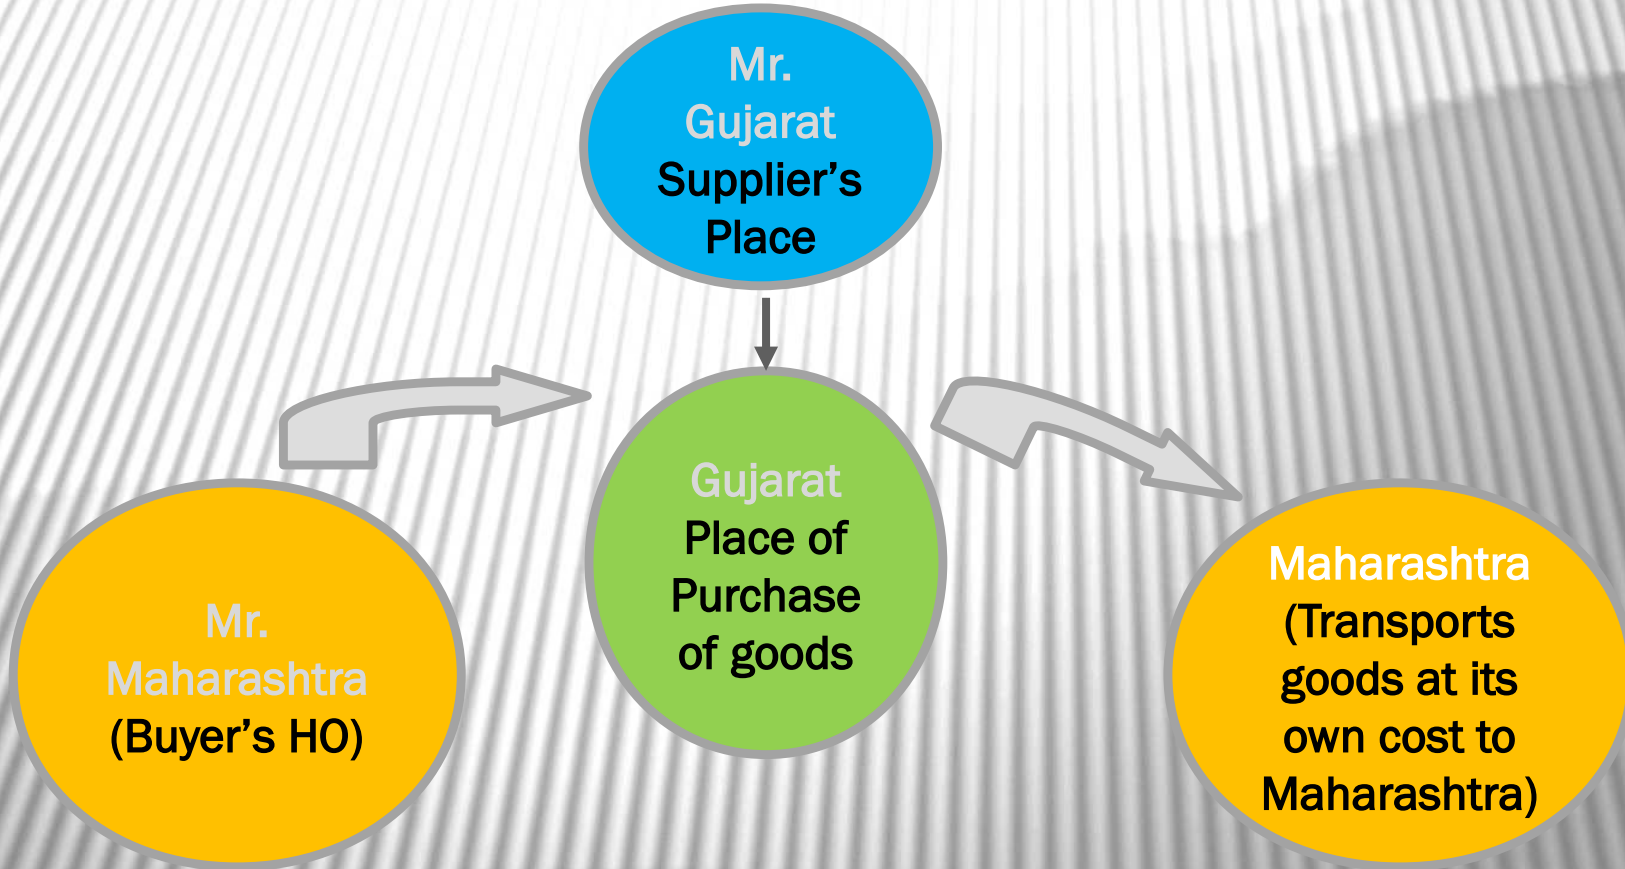 Mr.
Gujarat
Supplier’s
Place
Gujarat
Place of
Purchase
of goods
Mr.
Maharashtra
(Buyer’s HO)
Maharashtra
(Transports
goods at its
own cost to
Maharashtra)